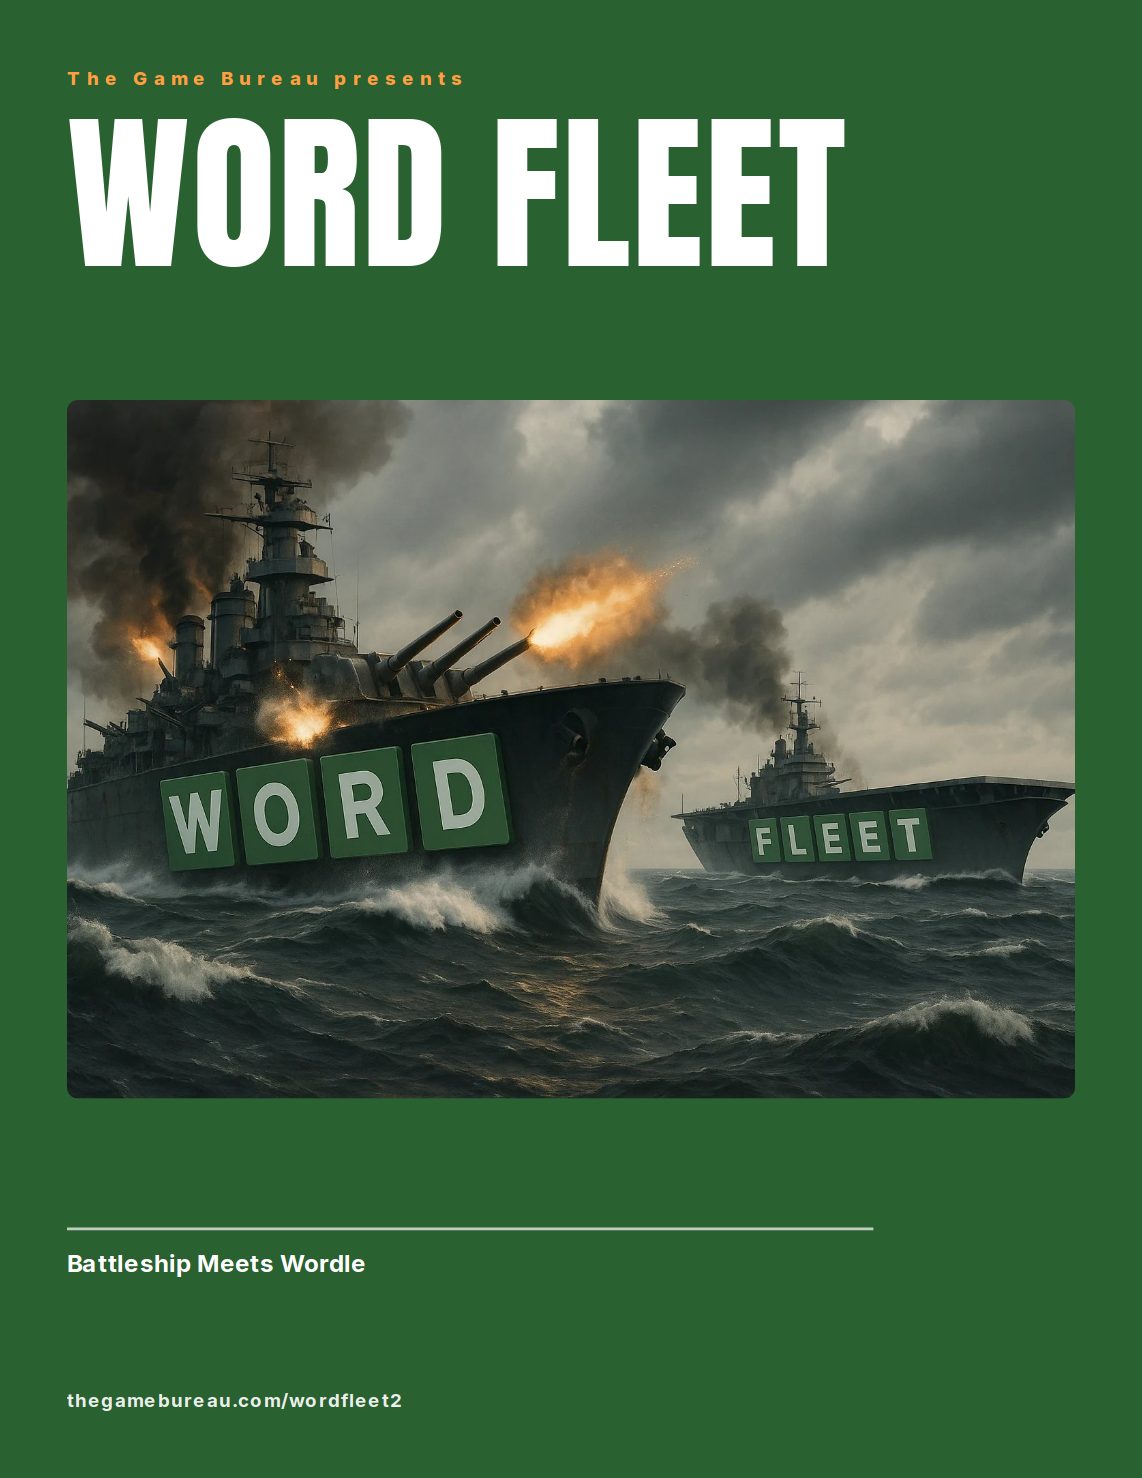 The Game Bureau presents
WORD FLEET
WORD
FLEET
Battleship Meets Wordle
thegamebureau.com/wordfleet2